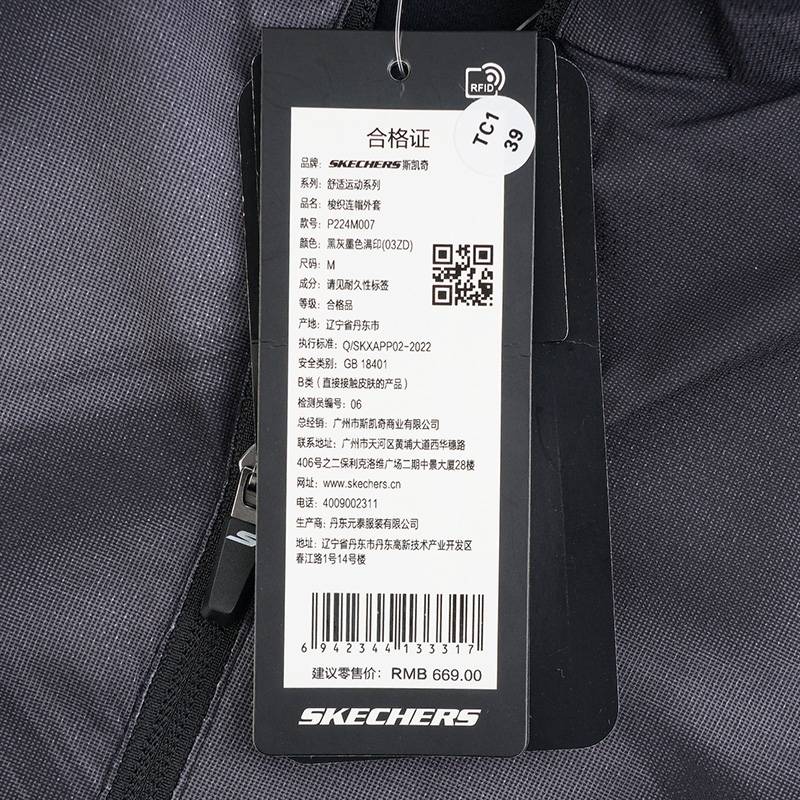 RFID
TC1
39
合格证
品牌: SKECHERS斯凯奇
系列: 舒适运动系列
品名: 梭织连帽外套
款号: P224M007
颜色: 黑灰墨色满印(03ZD)
尺码: M
成分: 请见耐久性标签
等级: 合格品
产地: 辽宁省丹东市
执行标准: Q/SKXAPP02-2022
安全类别: GB 18401
B类 (直接接触皮肤的产品)
检测员编号: 06
总经销: 广州市斯凯奇商业有限公司
联系地址: 广州市天河区黄埔大道西华穗路
406号之二保利克洛维广场二期中景大厦28楼
网址: www.skechers.cn
电话: 4009002311
生产商: 丹东元泰服装有限公司
地址: 辽宁省丹东市丹东高新技术产业开发区
春江路1号14号楼
6 942344 133317
建议零售价: RMB 669.00
SKECHERS